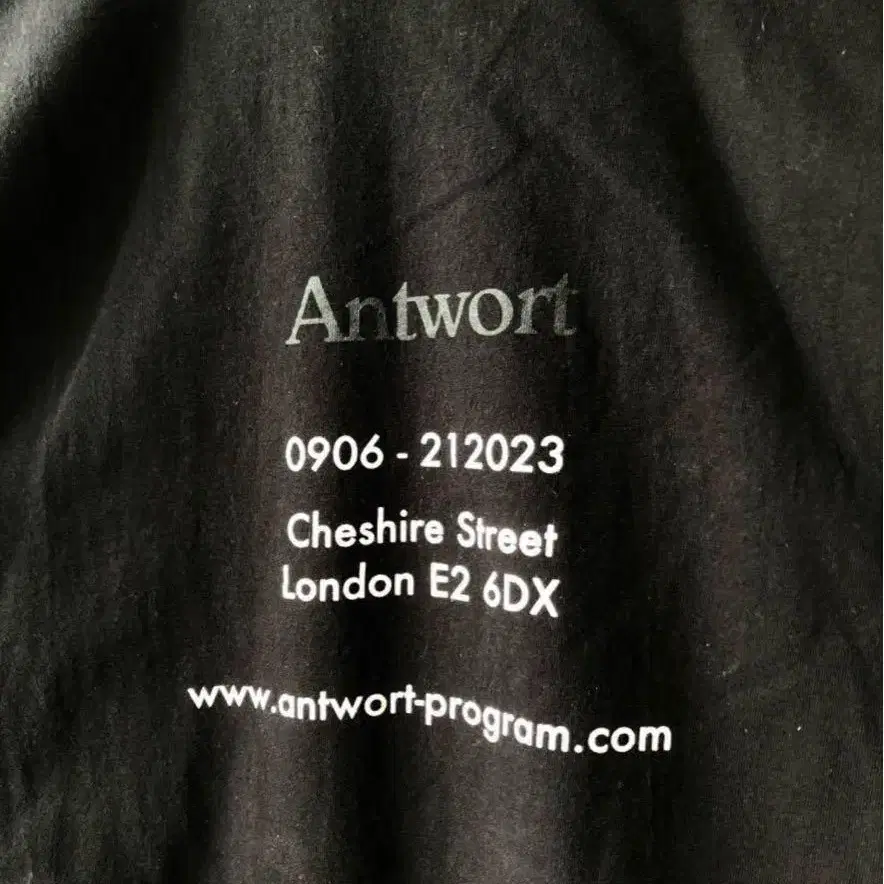 Antwort
0906 - 212023
Cheshire Street
London E2 6DX
www.antwort-program.com